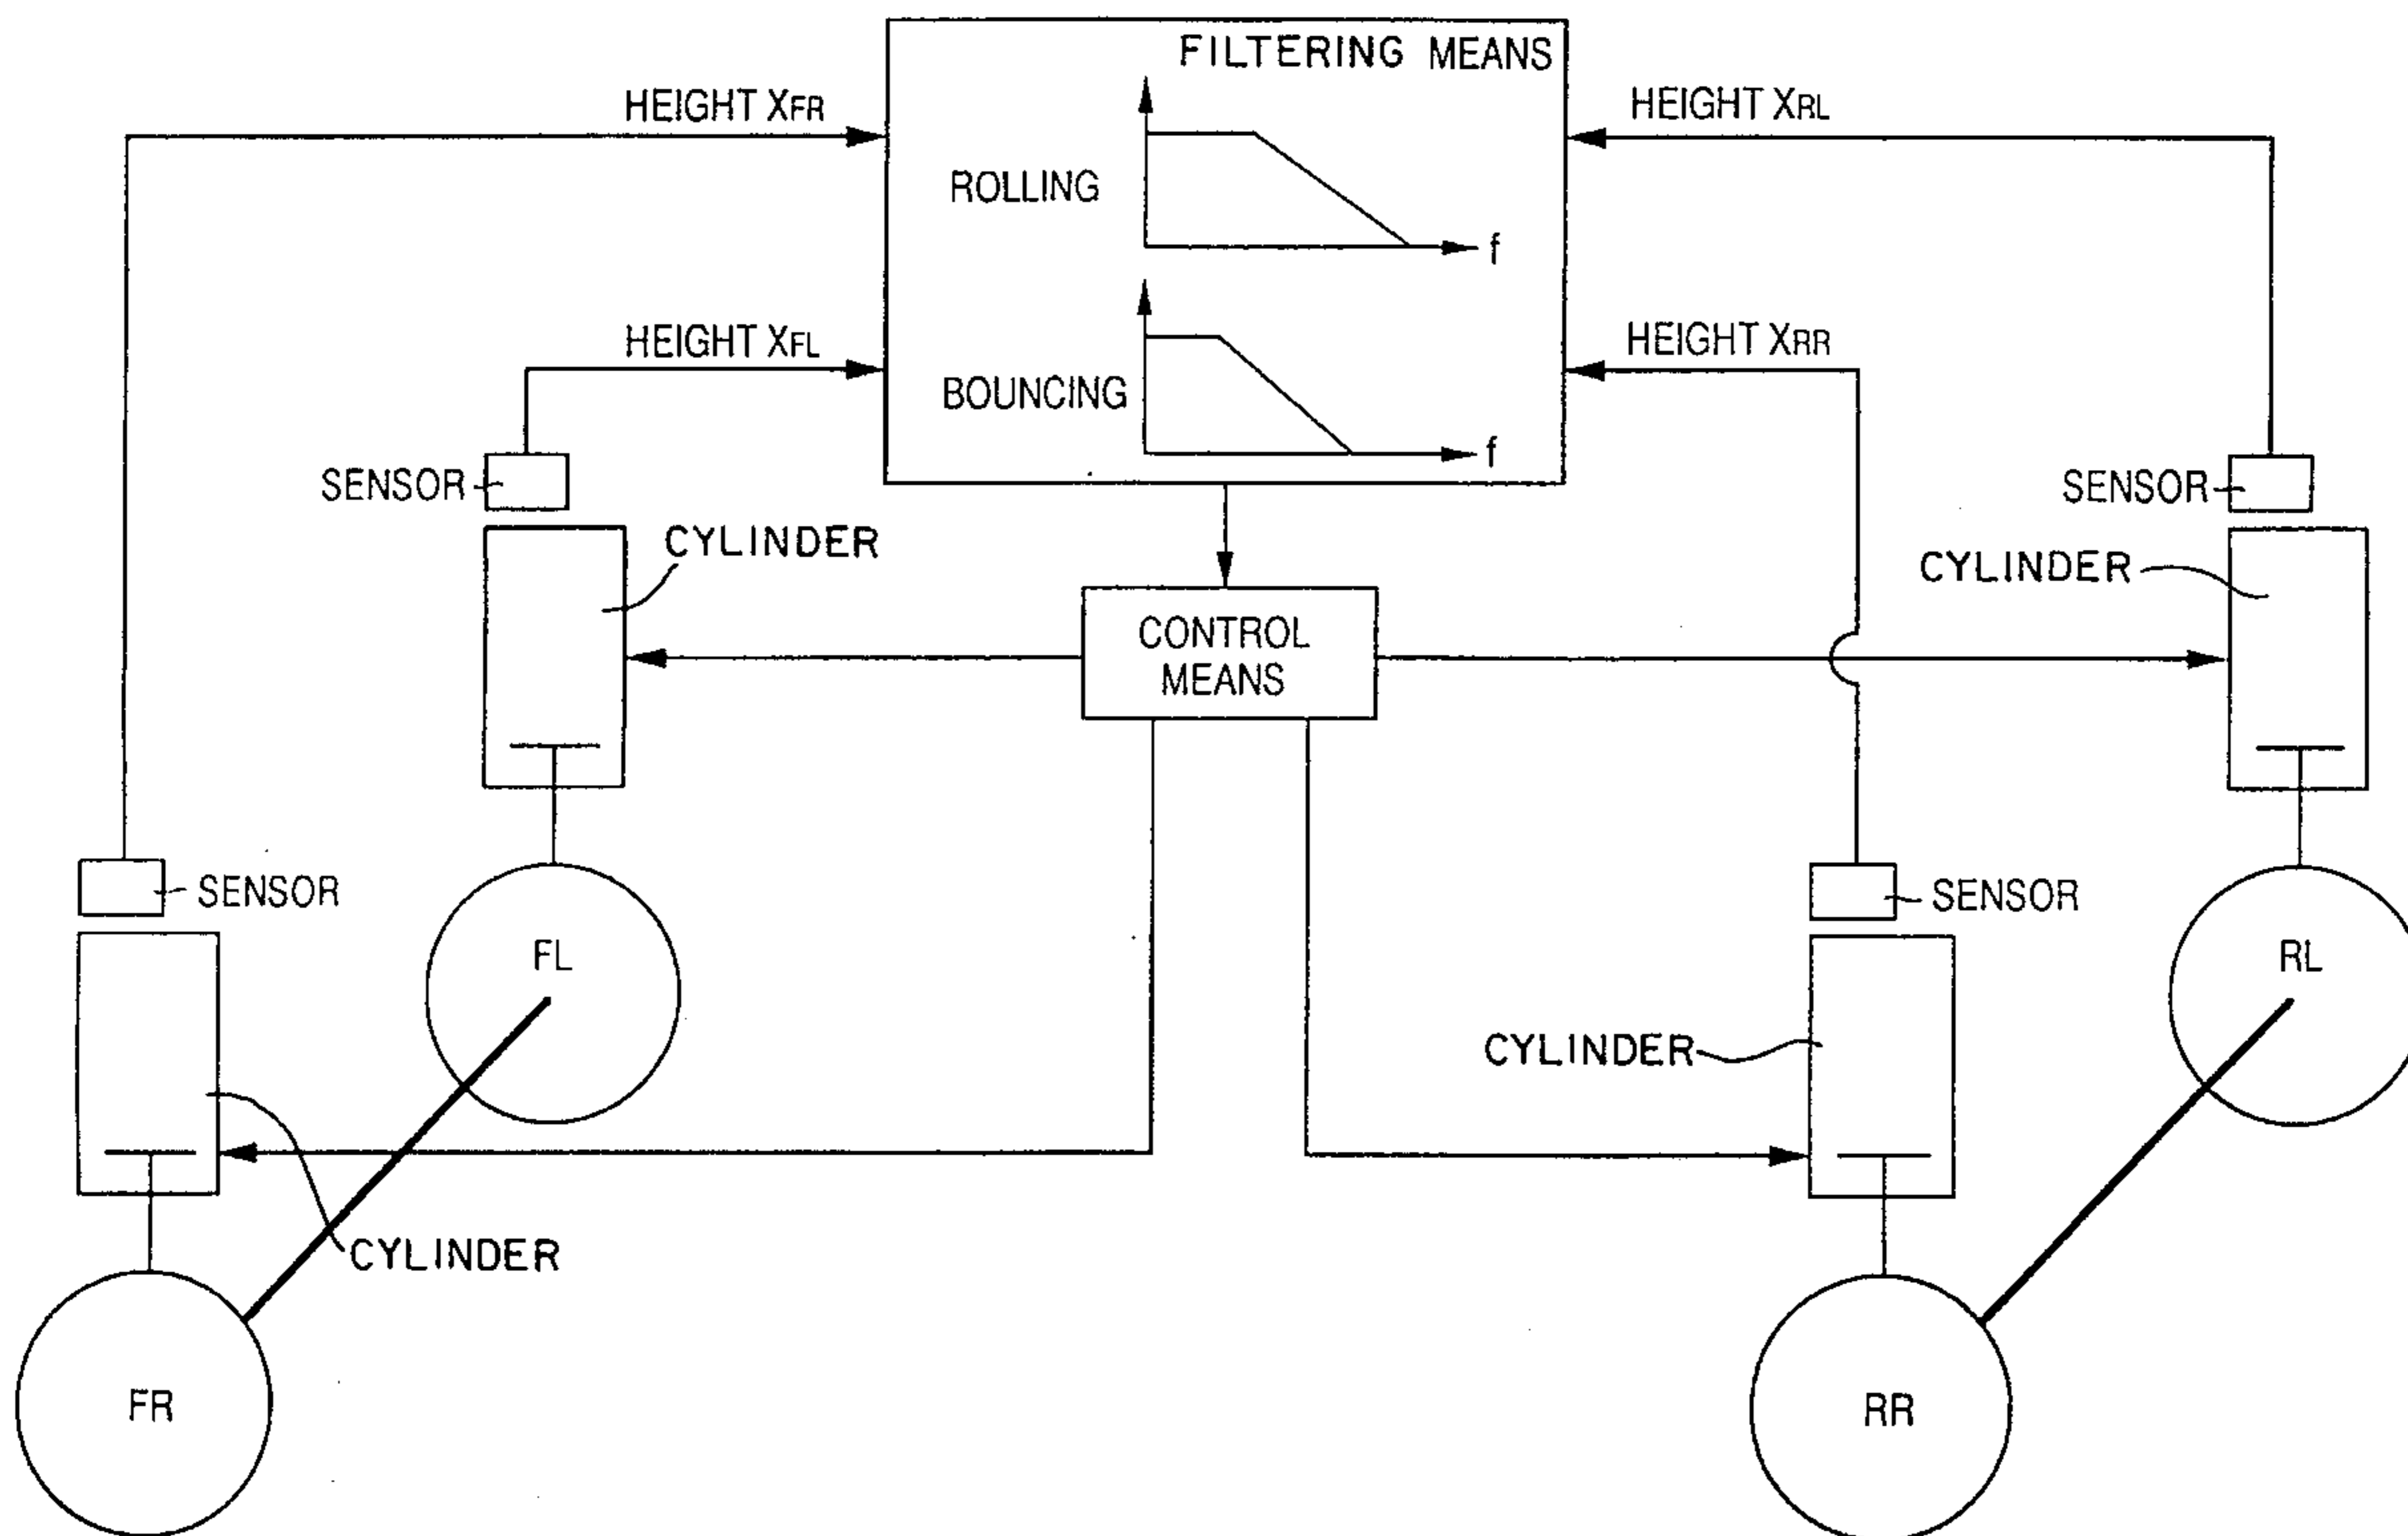 FILTERING MEANS
HEIGHT XFR
HEIGHT XRL
ROLLING
f
HEIGHT XFL
HEIGHT XRR
BOUNCING
f
SENSOR
SENSOR
CYLINDER
CYLINDER
CONTROL
MEANS
SENSOR
SENSOR
FL
RL
CYLINDER
CYLINDER
FR
RR